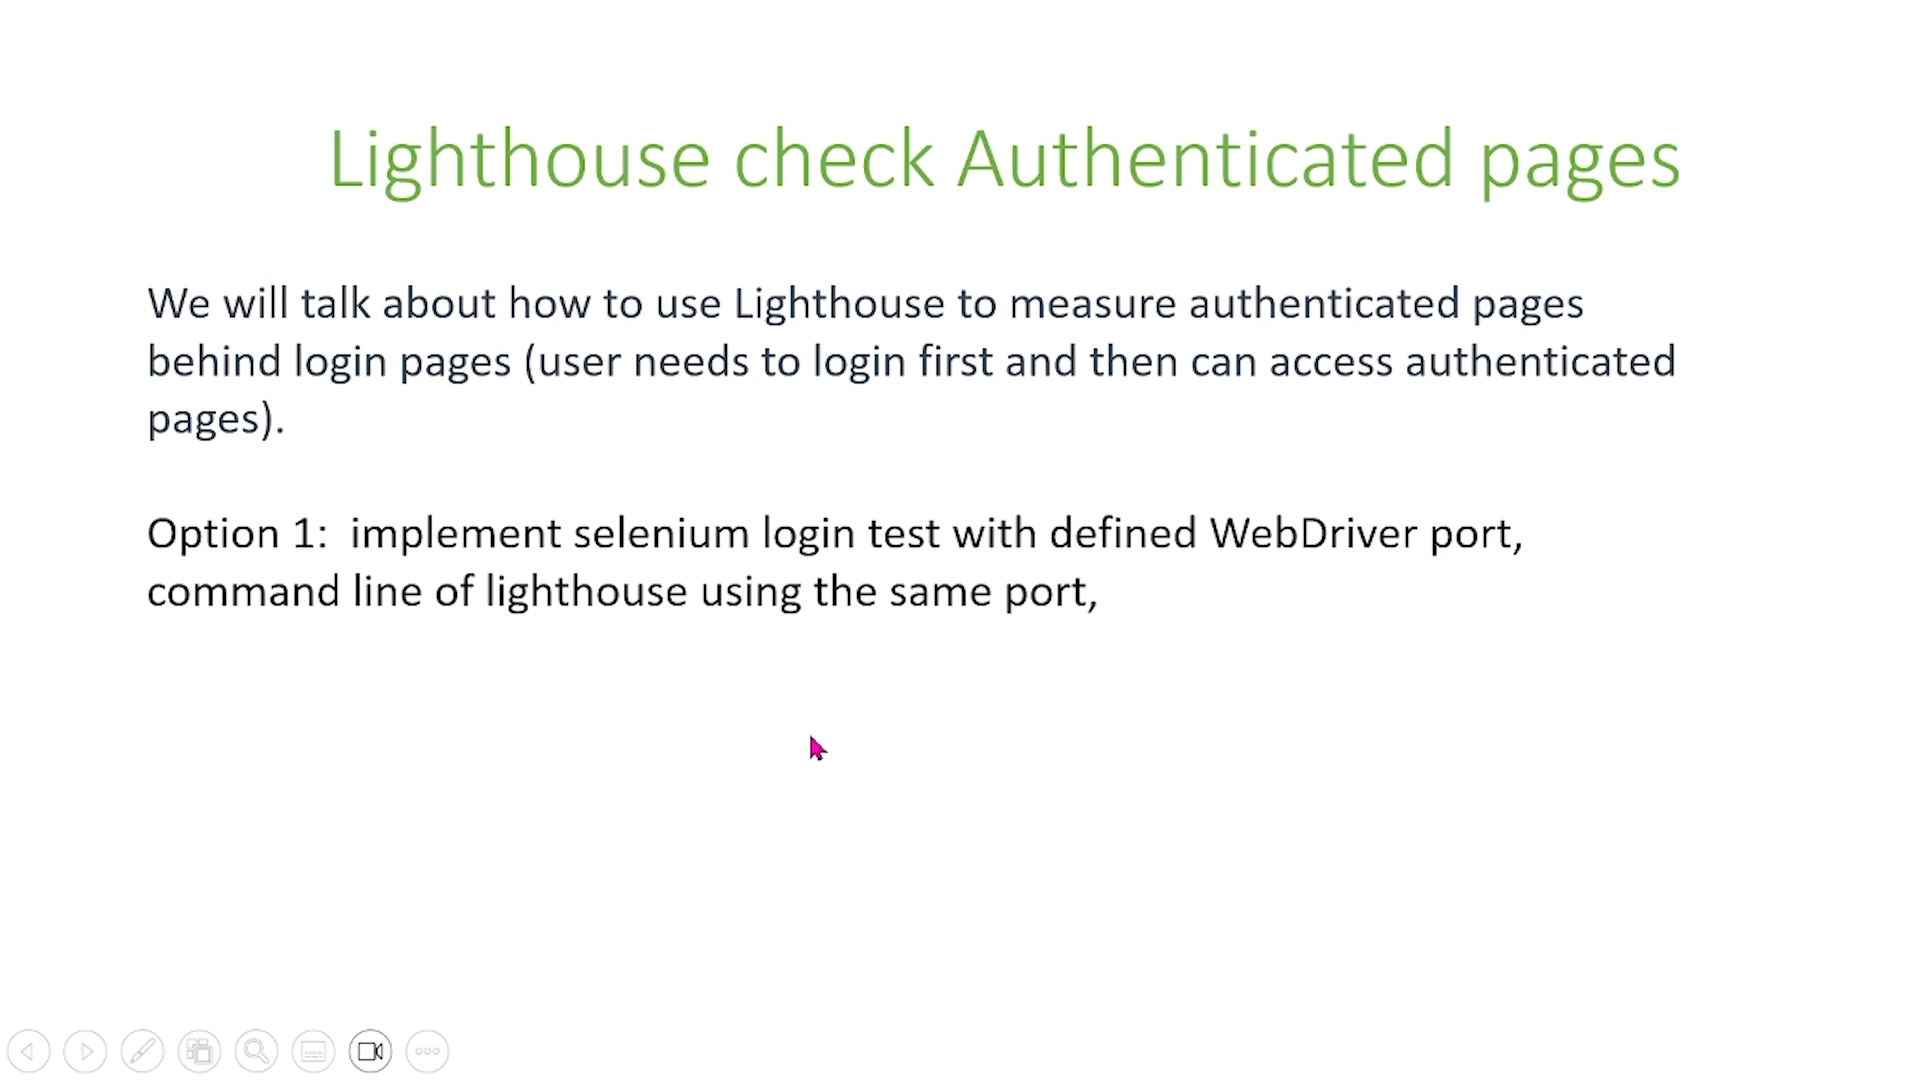 Lighthouse check Authenticated pages
We will talk about how to use Lighthouse to measure authenticated pages
behind login pages (user needs to login first and then can access authenticated
pages).
Option 1:  implement selenium login test with defined WebDriver port,
command line of lighthouse using the same port,